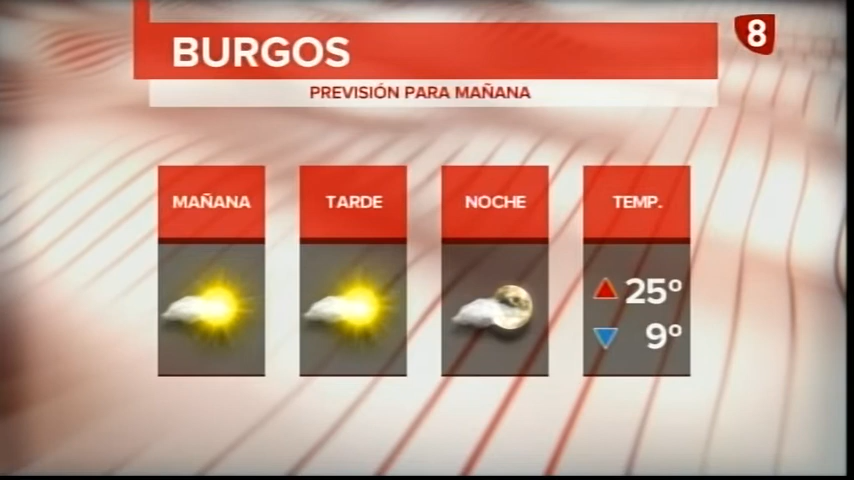 BURGOS
8
PREVISIÓN PARA MAÑANA
MAÑANA
TARDE
NOCHE
TEMP.
25º
9º